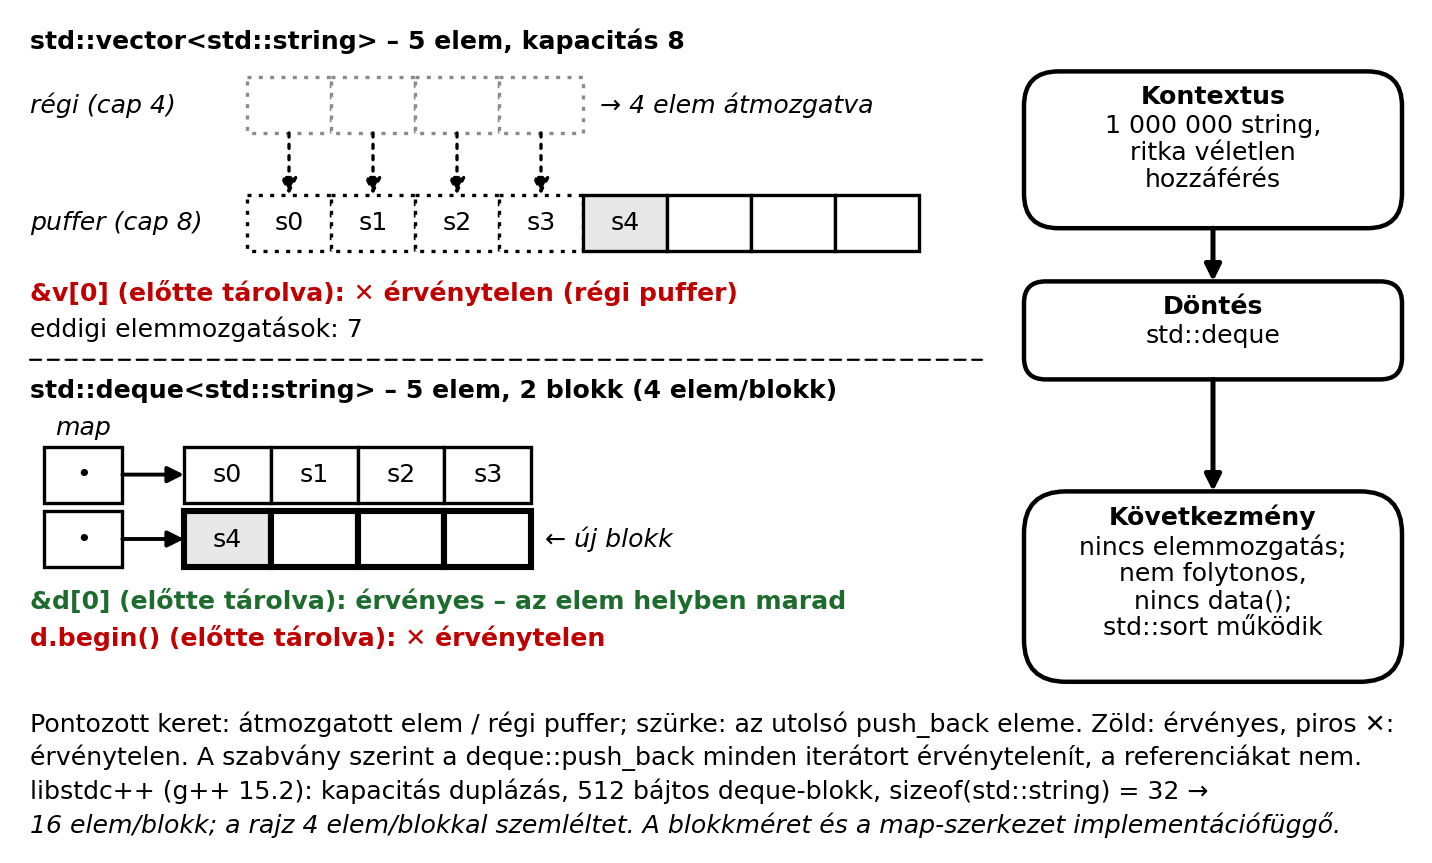 std::vector<std::string> – 5 elem, kapacitás 8
régi (cap 4)
→ 4 elem átmozgatva
puffer (cap 8)
s0 s1 s2 s3 s4
&v[0] (előtte tárolva): ✕ érvénytelen (régi puffer)
eddigi elemmozgatások: 7
std::deque<std::string> – 5 elem, 2 blokk (4 elem/blokk)
map
• s0 s1 s2 s3
• s4
← új blokk
&d[0] (előtte tárolva): érvényes – az elem helyben marad
d.begin() (előtte tárolva): ✕ érvénytelen
Kontextus
1 000 000 string,
ritka véletlen
hozzáférés
Döntés
std::deque
Következmény
nincs elemmozgatás;
nem folytonos,
nincs data();
std::sort működik
Pontozott keret: átmozgatott elem / régi puffer; szürke: az utolsó push_back eleme. Zöld: érvényes, piros ✕:
érvénytelen. A szabvány szerint a deque::push_back minden iterátort érvénytelenít, a referenciákat nem.
libstdc++ (g++ 15.2): kapacitás duplázás, 512 bájtos deque-blokk, sizeof(std::string) = 32 →
16 elem/blokk; a rajz 4 elem/blokkal szemléltet. A blokkméret és a map-szerkezet implementációfüggő.